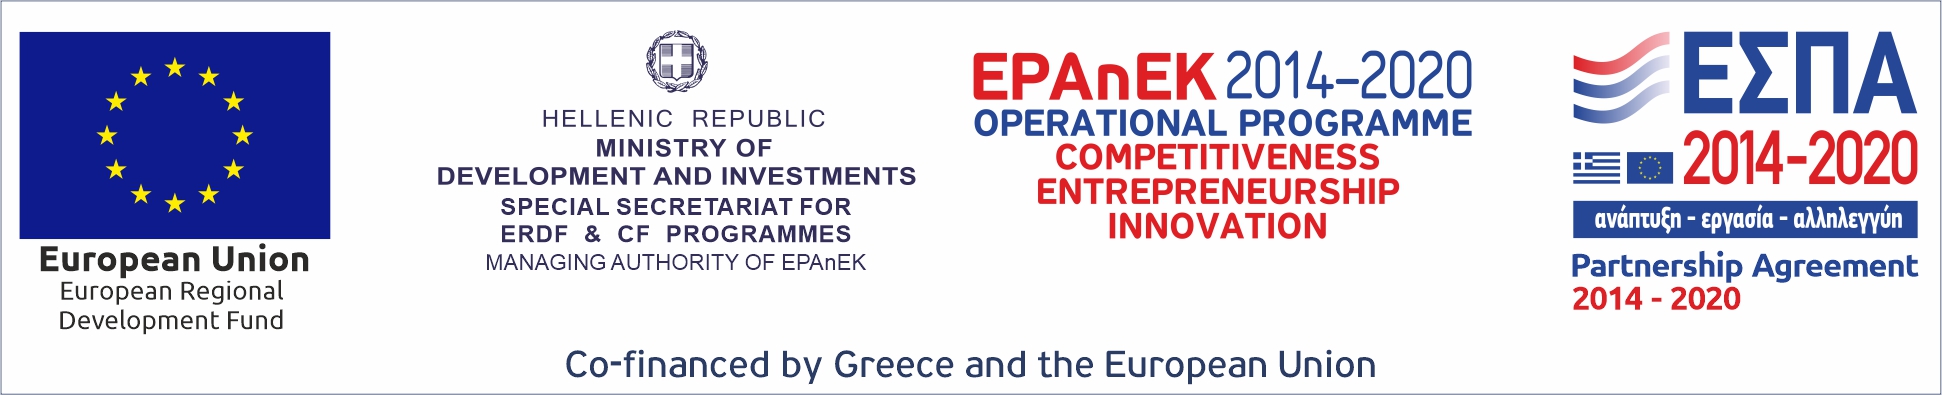 European Union
European Regional
Development Fund
HELLENIC REPUBLIC
MINISTRY OF
DEVELOPMENT AND INVESTMENTS
SPECIAL SECRETARIAT FOR
ERDF & CF PROGRAMMES
MANAGING AUTHORITY OF EPAnEK
EPAnEK 2014-2020
OPERATIONAL PROGRAMME
COMPETITIVENESS
ENTREPRENEURSHIP
INNOVATION
ΕΣΠΑ
2014-2020
ανάπτυξη - εργασία - αλληλεγγύη
Partnership Agreement
2014 - 2020
Co-financed by Greece and the European Union